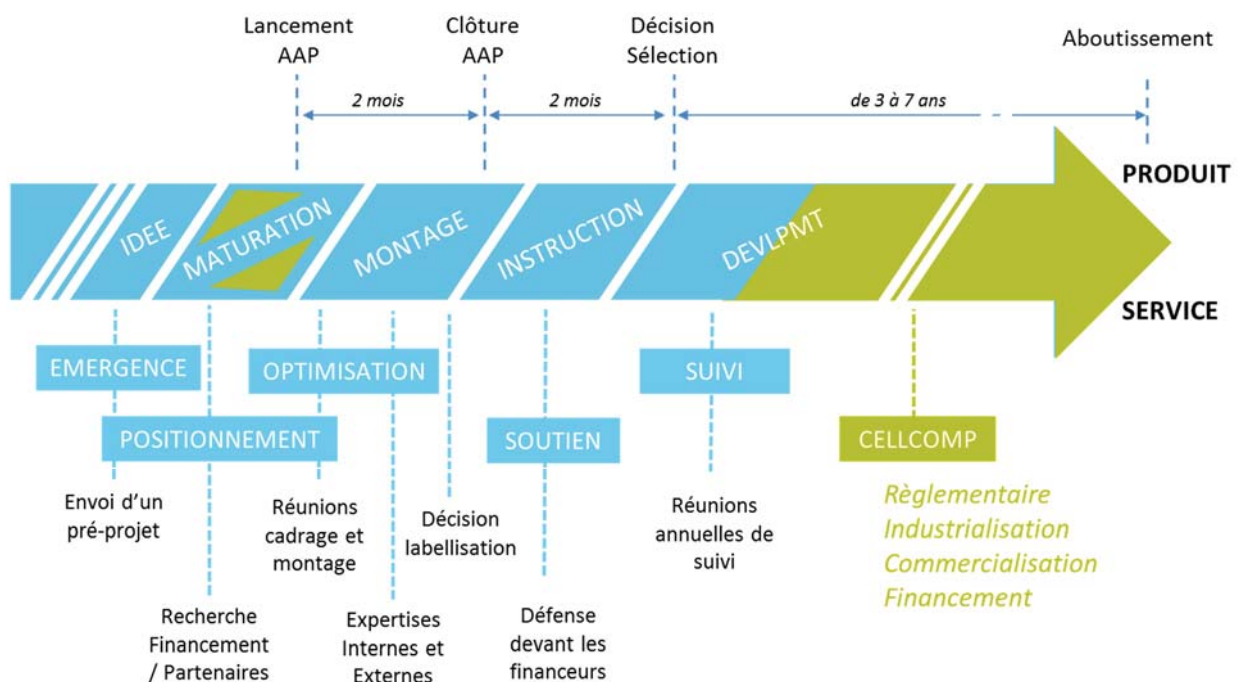 Lancement
AAP
Clôture
AAP
Décision
Sélection
Aboutissement
2 mois
2 mois
de 3 à 7 ans
IDEE
MATURATION
MONTAGE
INSTRUCTION
DEVLPMT
PRODUIT
SERVICE
EMERGENCE
OPTIMISATION
SUIVI
POSITIONNEMENT
SOUTIEN
CELLCOMP
Envoi d’un
pré-projet
Réunions
cadrage et
montage
Décision
labellisation
Réunions
annuelles de
suivi
Règlementaire
Industrialisation
Commercialisation
Financement
Recherche
Financement
/ Partenaires
Expertises
Internes et
Externes
Défense
devant les
financeurs